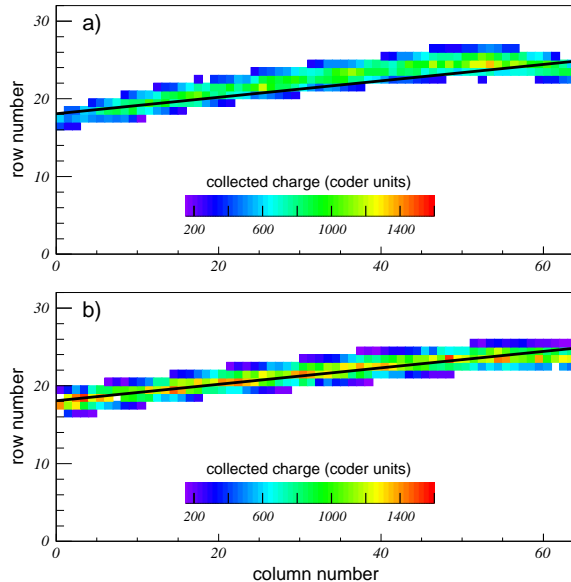 a)
30
20
10
0
row number
collected charge (coder units)
200 600 1000 1400
0 20 40 60
b)
30
20
10
0
row number
collected charge (coder units)
200 600 1000 1400
0 20 40 60
column number